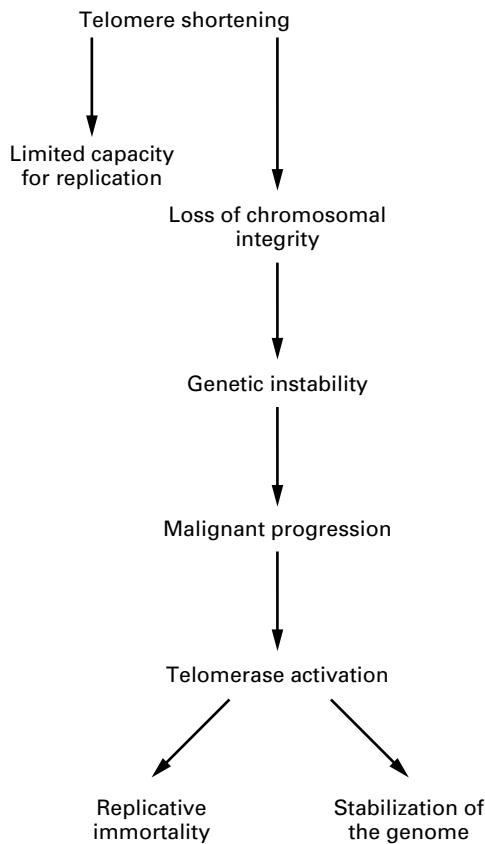 Telomere shortening
Limited capacity
for replication
Loss of chromosomal
integrity
Genetic instability
Malignant progression
Telomerase activation
Replicative
immortality
Stabilization of
the genome